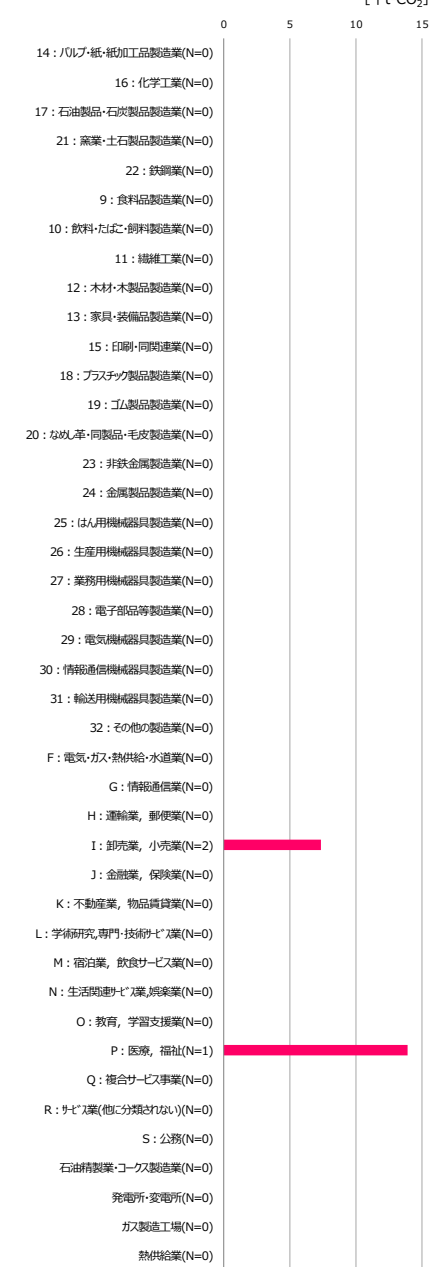 [千t-CO₂]
0 5 10 15
14：パルプ・紙・紙加工品製造業(N=0)
16：化学工業(N=0)
17：石油製品・石炭製品製造業(N=0)
21：窯業・土石製品製造業(N=0)
22：鉄鋼業(N=0)
9：食料品製造業(N=0)
10：飲料・たばこ・飼料製造業(N=0)
11：繊維工業(N=0)
12：木材・木製品製造業(N=0)
13：家具・装備品製造業(N=0)
15：印刷・同関連業(N=0)
18：プラスチック製品製造業(N=0)
19：ゴム製品製造業(N=0)
20：なめし革・同製品・毛皮製造業(N=0)
23：非鉄金属製造業(N=0)
24：金属製品製造業(N=0)
25：はん用機械器具製造業(N=0)
26：生産用機械器具製造業(N=0)
27：業務用機械器具製造業(N=0)
28：電子部品等製造業(N=0)
29：電気機械器具製造業(N=0)
30：情報通信機械器具製造業(N=0)
31：輸送用機械器具製造業(N=0)
32：その他の製造業(N=0)
F：電気・ガス・熱供給・水道業(N=0)
G：情報通信業(N=0)
H：運輸業，郵便業(N=0)
I：卸売業，小売業(N=2)
J：金融業，保険業(N=0)
K：不動産業，物品賃貸業(N=0)
L：学術研究,専門・技術ｻｰﾋﾞｽ業(N=0)
M：宿泊業，飲食サービス業(N=0)
N：生活関連ｻｰﾋﾞｽ業,娯楽業(N=0)
O：教育，学習支援業(N=0)
P：医療，福祉(N=1)
Q：複合サービス事業(N=0)
R：ｻｰﾋﾞｽ業(他に分類されない)(N=0)
S：公務(N=0)
石油精製業・コークス製造業(N=0)
発電所・変電所(N=0)
ガス製造工場(N=0)
熱供給業(N=0)